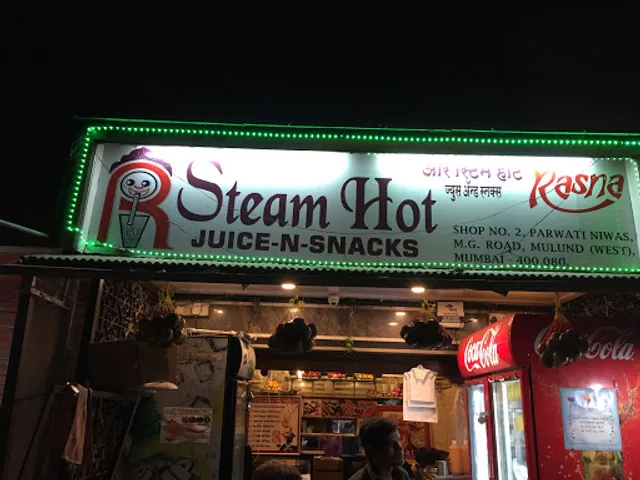 R Steam Hot
JUICE-N-SNACKS
आर स्टिम हॉट
ज्युस ॲन्ड स्नॅक्स
Rasna
SHOP NO. 2, PARWATI NIWAS,
M.G. ROAD, MULUND (WEST),
MUMBAI - 400 080.
Coca-Cola
Coca-Cola